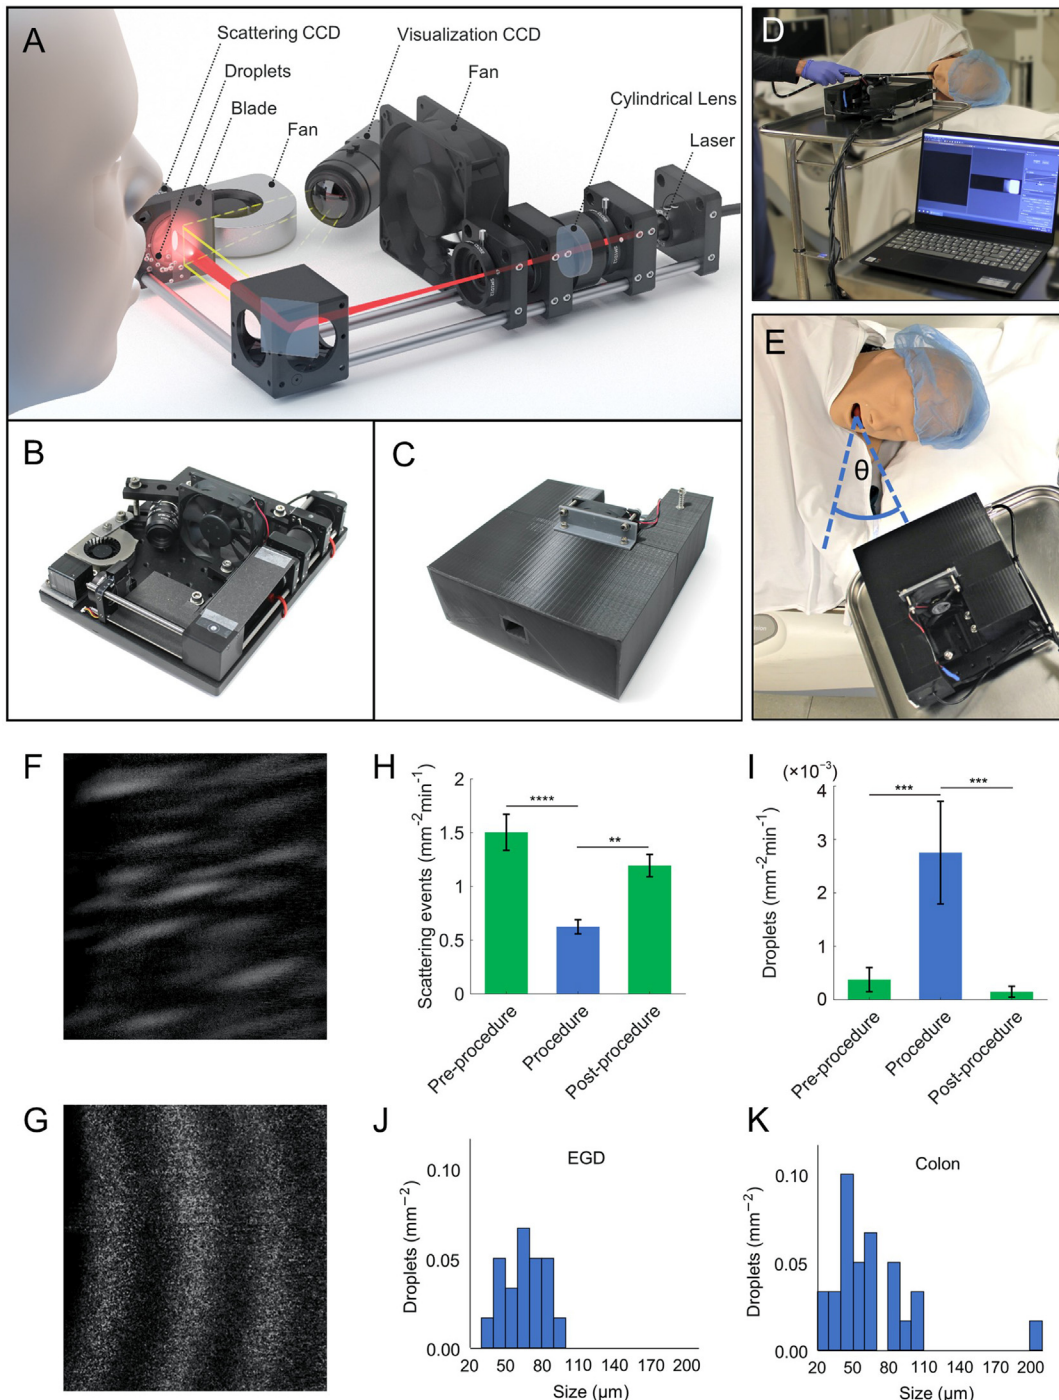 A
Scattering CCD
Droplets
Blade
Fan
Visualization CCD
Fan
Cylindrical Lens
Laser
B
C
D
E
θ
F
G
H
Scattering events (mm⁻²min⁻¹)
2
1.5
1
0.5
0
****
**
Pre-procedure
Procedure
Post-procedure
I
(×10⁻³)
Droplets (mm⁻²min⁻¹)
4
3
2
1
0
***
***
Pre-procedure
Procedure
Post-procedure
J
EGD
Droplets (mm⁻²)
0.10
0.05
0.00
20 50 80 110 140 170 200
Size (µm)
K
Colon
Droplets (mm⁻²)
0.10
0.05
0.00
20 50 80 110 140 170 200
Size (µm)